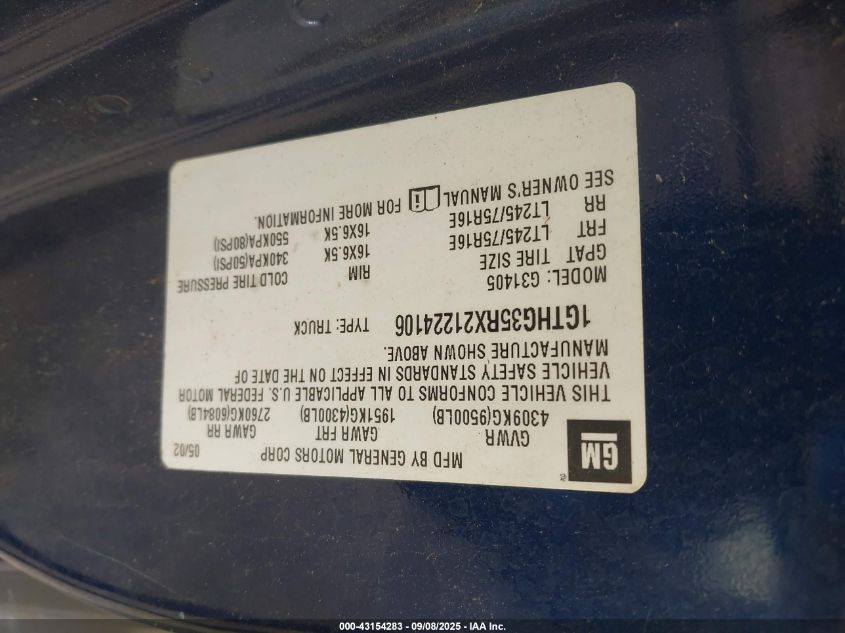 MFD BY GENERAL MOTORS CORP 05/02
GM
GVWR GAWR FRT GAWR RR
4309KG(9500LB) 1951KG(4300LB) 2760KG(6084LB)
THIS VEHICLE CONFORMS TO ALL APPLICABLE U.S. FEDERAL MOTOR
VEHICLE SAFETY STANDARDS IN EFFECT ON THE DATE OF
MANUFACTURE SHOWN ABOVE.
1GTHG35RX21224106 TYPE: TRUCK
MODEL: G31405
GPAT TIRE SIZE RIM COLD TIRE PRESSURE
FRT LT245/75R16E 16X6.5K 340KPA(50PSI)
RR LT245/75R16E 16X6.5K 550KPA(80PSI)
SEE OWNER'S MANUAL FOR MORE INFORMATION.
000-43154283 - 09/08/2025 - IAA Inc.